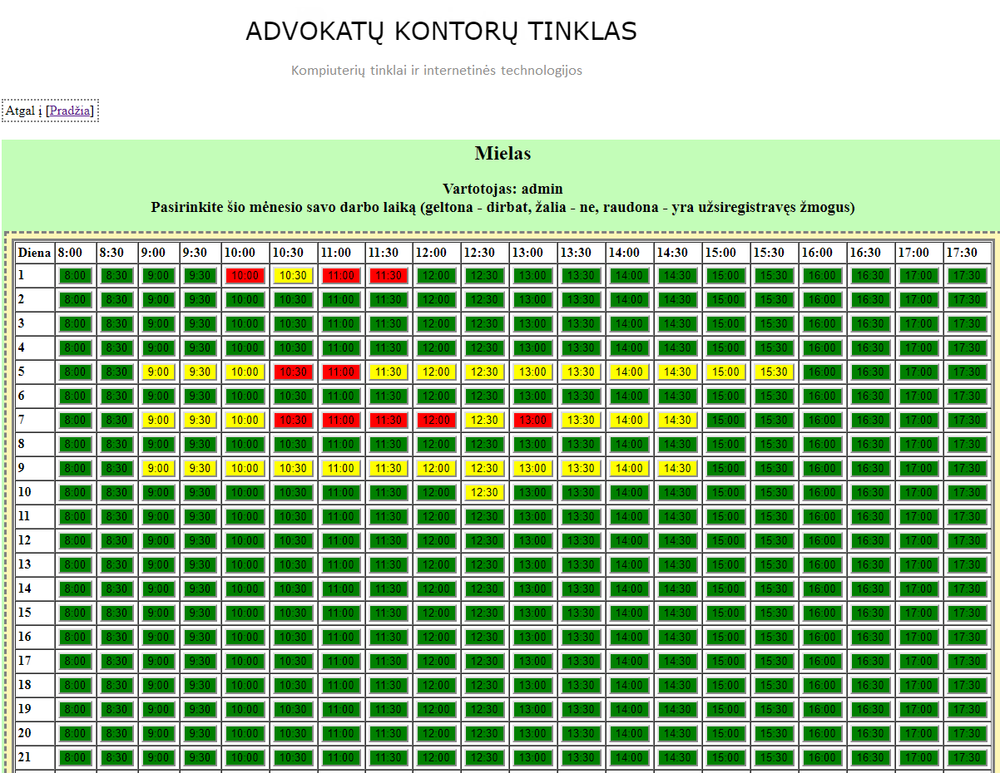 ADVOKATŲ KONTORŲ TINKLAS
Kompiuterių tinklai ir internetinės technologijos
Atgal į [Pradžia]
Mielas
Vartotojas: admin
Pasirinkite šio mėnesio savo darbo laiką (geltona - dirbat, žalia - ne, raudona - yra užsiregistravęs žmogus)
Diena 8:00 8:30 9:00 9:30 10:00 10:30 11:00 11:30 12:00 12:30 13:00 13:30 14:00 14:30 15:00 15:30 16:00 16:30 17:00 17:30
1 8:00 8:30 9:00 9:30 10:00 10:30 11:00 11:30 12:00 12:30 13:00 13:30 14:00 14:30 15:00 15:30 16:00 16:30 17:00 17:30
2 8:00 8:30 9:00 9:30 10:00 10:30 11:00 11:30 12:00 12:30 13:00 13:30 14:00 14:30 15:00 15:30 16:00 16:30 17:00 17:30
3 8:00 8:30 9:00 9:30 10:00 10:30 11:00 11:30 12:00 12:30 13:00 13:30 14:00 14:30 15:00 15:30 16:00 16:30 17:00 17:30
4 8:00 8:30 9:00 9:30 10:00 10:30 11:00 11:30 12:00 12:30 13:00 13:30 14:00 14:30 15:00 15:30 16:00 16:30 17:00 17:30
5 8:00 8:30 9:00 9:30 10:00 10:30 11:00 11:30 12:00 12:30 13:00 13:30 14:00 14:30 15:00 15:30 16:00 16:30 17:00 17:30
6 8:00 8:30 9:00 9:30 10:00 10:30 11:00 11:30 12:00 12:30 13:00 13:30 14:00 14:30 15:00 15:30 16:00 16:30 17:00 17:30
7 8:00 8:30 9:00 9:30 10:00 10:30 11:00 11:30 12:00 12:30 13:00 13:30 14:00 14:30 15:00 15:30 16:00 16:30 17:00 17:30
8 8:00 8:30 9:00 9:30 10:00 10:30 11:00 11:30 12:00 12:30 13:00 13:30 14:00 14:30 15:00 15:30 16:00 16:30 17:00 17:30
9 8:00 8:30 9:00 9:30 10:00 10:30 11:00 11:30 12:00 12:30 13:00 13:30 14:00 14:30 15:00 15:30 16:00 16:30 17:00 17:30
10 8:00 8:30 9:00 9:30 10:00 10:30 11:00 11:30 12:00 12:30 13:00 13:30 14:00 14:30 15:00 15:30 16:00 16:30 17:00 17:30
11 8:00 8:30 9:00 9:30 10:00 10:30 11:00 11:30 12:00 12:30 13:00 13:30 14:00 14:30 15:00 15:30 16:00 16:30 17:00 17:30
12 8:00 8:30 9:00 9:30 10:00 10:30 11:00 11:30 12:00 12:30 13:00 13:30 14:00 14:30 15:00 15:30 16:00 16:30 17:00 17:30
13 8:00 8:30 9:00 9:30 10:00 10:30 11:00 11:30 12:00 12:30 13:00 13:30 14:00 14:30 15:00 15:30 16:00 16:30 17:00 17:30
14 8:00 8:30 9:00 9:30 10:00 10:30 11:00 11:30 12:00 12:30 13:00 13:30 14:00 14:30 15:00 15:30 16:00 16:30 17:00 17:30
15 8:00 8:30 9:00 9:30 10:00 10:30 11:00 11:30 12:00 12:30 13:00 13:30 14:00 14:30 15:00 15:30 16:00 16:30 17:00 17:30
16 8:00 8:30 9:00 9:30 10:00 10:30 11:00 11:30 12:00 12:30 13:00 13:30 14:00 14:30 15:00 15:30 16:00 16:30 17:00 17:30
17 8:00 8:30 9:00 9:30 10:00 10:30 11:00 11:30 12:00 12:30 13:00 13:30 14:00 14:30 15:00 15:30 16:00 16:30 17:00 17:30
18 8:00 8:30 9:00 9:30 10:00 10:30 11:00 11:30 12:00 12:30 13:00 13:30 14:00 14:30 15:00 15:30 16:00 16:30 17:00 17:30
19 8:00 8:30 9:00 9:30 10:00 10:30 11:00 11:30 12:00 12:30 13:00 13:30 14:00 14:30 15:00 15:30 16:00 16:30 17:00 17:30
20 8:00 8:30 9:00 9:30 10:00 10:30 11:00 11:30 12:00 12:30 13:00 13:30 14:00 14:30 15:00 15:30 16:00 16:30 17:00 17:30
21 8:00 8:30 9:00 9:30 10:00 10:30 11:00 11:30 12:00 12:30 13:00 13:30 14:00 14:30 15:00 15:30 16:00 16:30 17:00 17:30